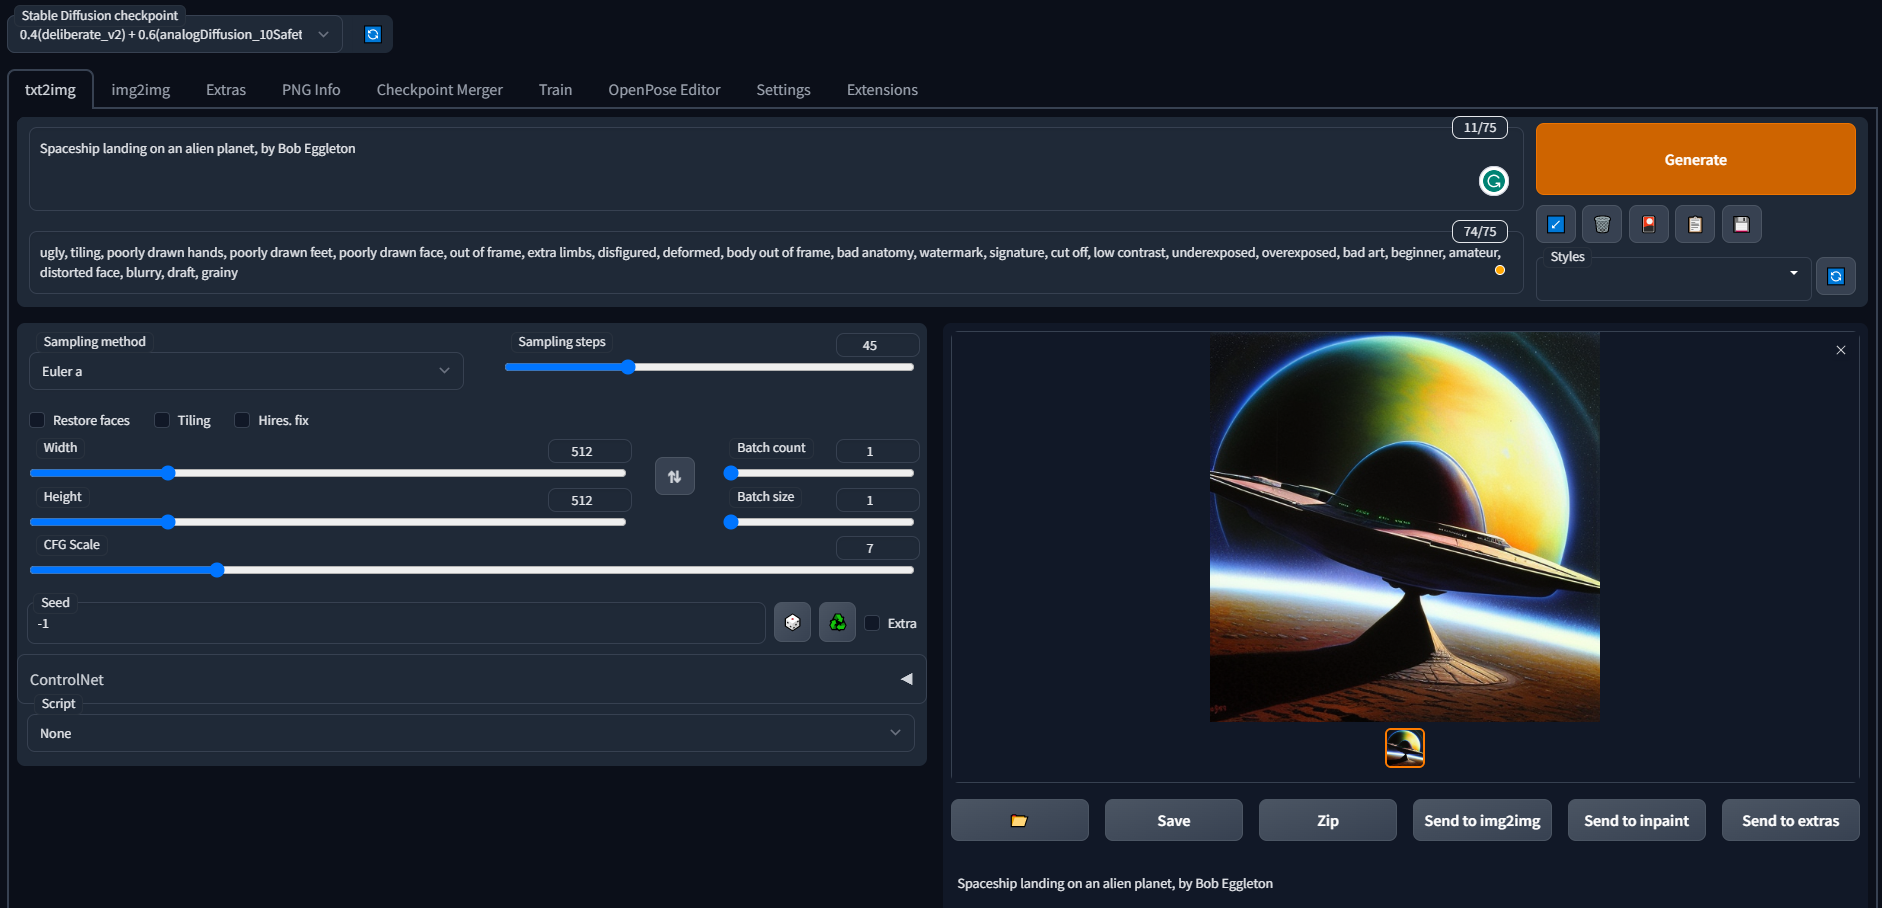 Stable Diffusion checkpoint
0.4(deliberate_v2) + 0.6(analogDiffusion_10Safet
txt2img
img2img
Extras
PNG Info
Checkpoint Merger
Train
OpenPose Editor
Settings
Extensions
11/75
Spaceship landing on an alien planet, by Bob Eggleton
Generate
74/75
ugly, tiling, poorly drawn hands, poorly drawn feet, poorly drawn face, out of frame, extra limbs, disfigured, deformed, body out of frame, bad anatomy, watermark, signature, cut off, low contrast, underexposed, overexposed, bad art, beginner, amateur,
distorted face, blurry, draft, grainy
Styles
Sampling method
Euler a
Sampling steps
45
Restore faces
Tiling
Hires. fix
Width
512
Batch count
1
Height
512
Batch size
1
CFG Scale
7
Seed
-1
Extra
ControlNet
Script
None
Save
Zip
Send to img2img
Send to inpaint
Send to extras
Spaceship landing on an alien planet, by Bob Eggleton